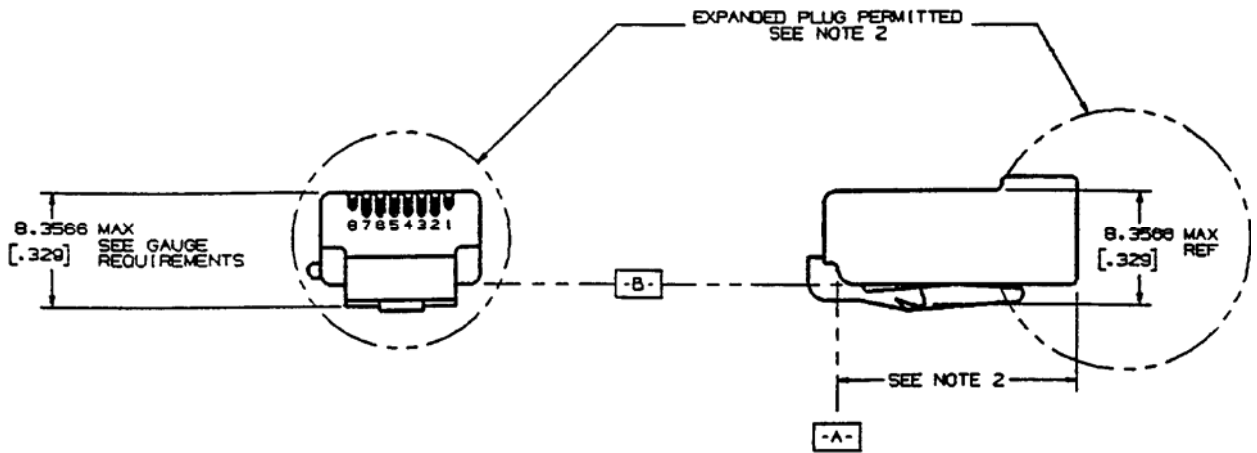 EXPANDED PLUG PERMITTED
SEE NOTE 2
8.3566 MAX
[.329]
SEE GAUGE
REQUIREMENTS
87654321
-B-
8.3566 MAX
[.329]
REF
SEE NOTE 2
-A-